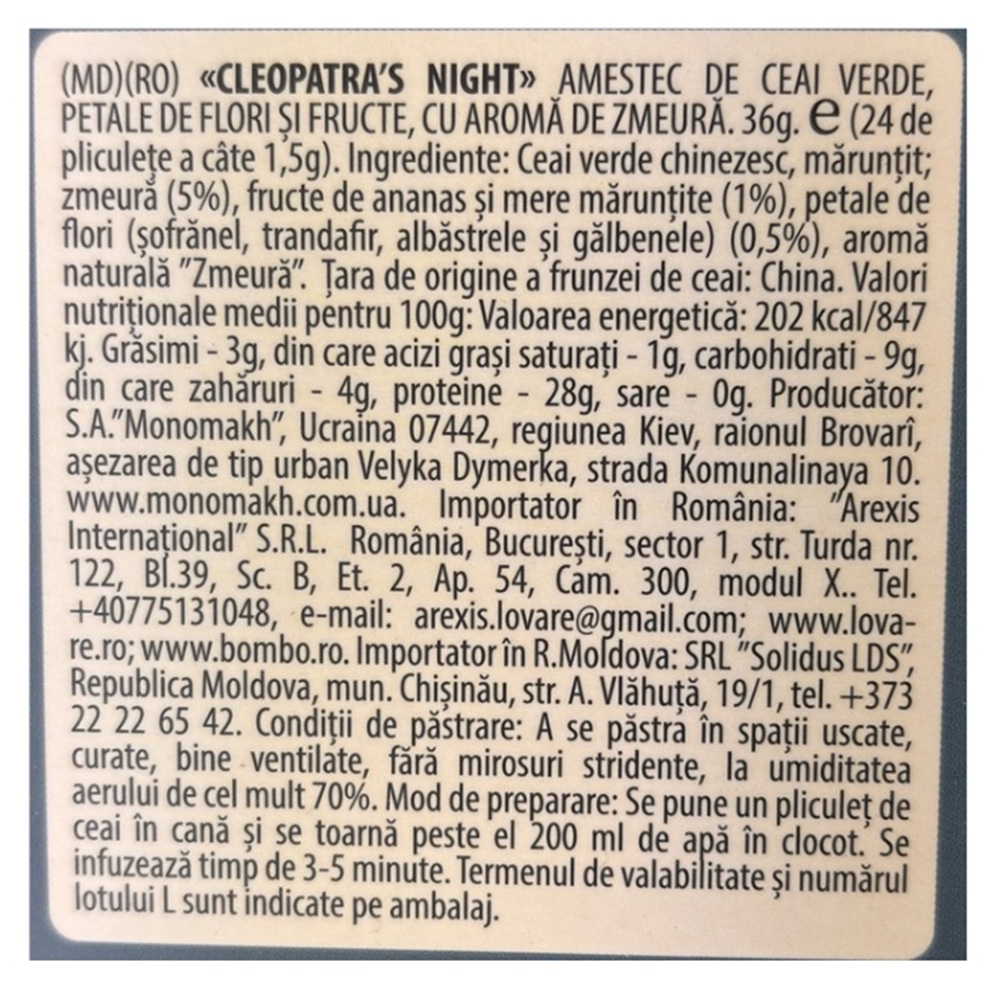 (MD)(RO) «CLEOPATRA'S NIGHT» AMESTEC DE CEAI VERDE,
PETALE DE FLORI ȘI FRUCTE, CU AROMĂ DE ZMEURĂ. 36g. ℮ (24 de
pliculețe a câte 1,5g). Ingrediente: Ceai verde chinezesc, mărunțit;
zmeură (5%), fructe de ananas și mere mărunțite (1%), petale de
flori (șofrănel, trandafir, albăstrele și gălbenele) (0,5%), aromă
naturală "Zmeură". Țara de origine a frunzei de ceai: China. Valori
nutriționale medii pentru 100g: Valoarea energetică: 202 kcal/847
kj. Grăsimi - 3g, din care acizi grași saturați - 1g, carbohidrati - 9g,
din care zahăruri - 4g, proteine - 28g, sare - 0g. Producător:
S.A."Monomakh", Ucraina 07442, regiunea Kiev, raionul Brovarî,
așezarea de tip urban Velyka Dymerka, strada Komunalinaya 10.
www.monomakh.com.ua. Importator în România: "Arexis
Internațional" S.R.L. România, București, sector 1, str. Turda nr.
122, Bl.39, Sc. B, Et. 2, Ap. 54, Cam. 300, modul X.. Tel.
+40775131048, e-mail: arexis.lovare@gmail.com; www.lova-
re.ro; www.bombo.ro. Importator în R.Moldova: SRL "Solidus LDS",
Republica Moldova, mun. Chișinău, str. A. Vlăhuță, 19/1, tel. +373
22 22 65 42. Condiții de păstrare: A se păstra în spații uscate,
curate, bine ventilate, fără mirosuri stridente, la umiditatea
aerului de cel mult 70%. Mod de preparare: Se pune un pliculeț de
ceai în cană și se toarnă peste el 200 ml de apă în clocot. Se
infuzează timp de 3-5 minute. Termenul de valabilitate și numărul
lotului L sunt indicate pe ambalaj.